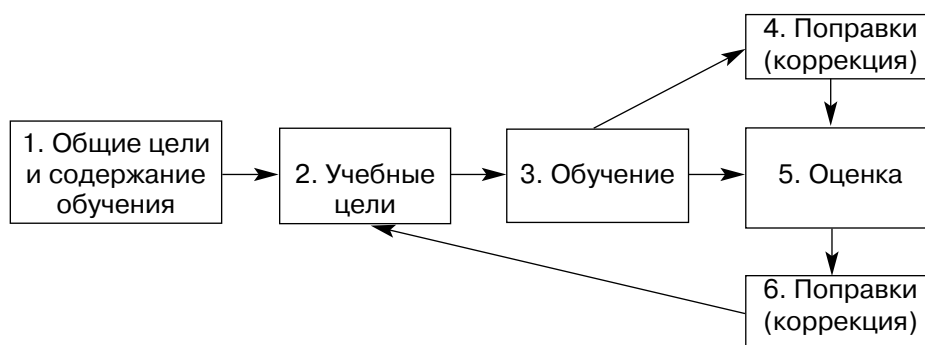 4. Поправки
(коррекция)
1. Общие цели
и содержание
обучения
2. Учебные
цели
3. Обучение
5. Оценка
6. Поправки
(коррекция)